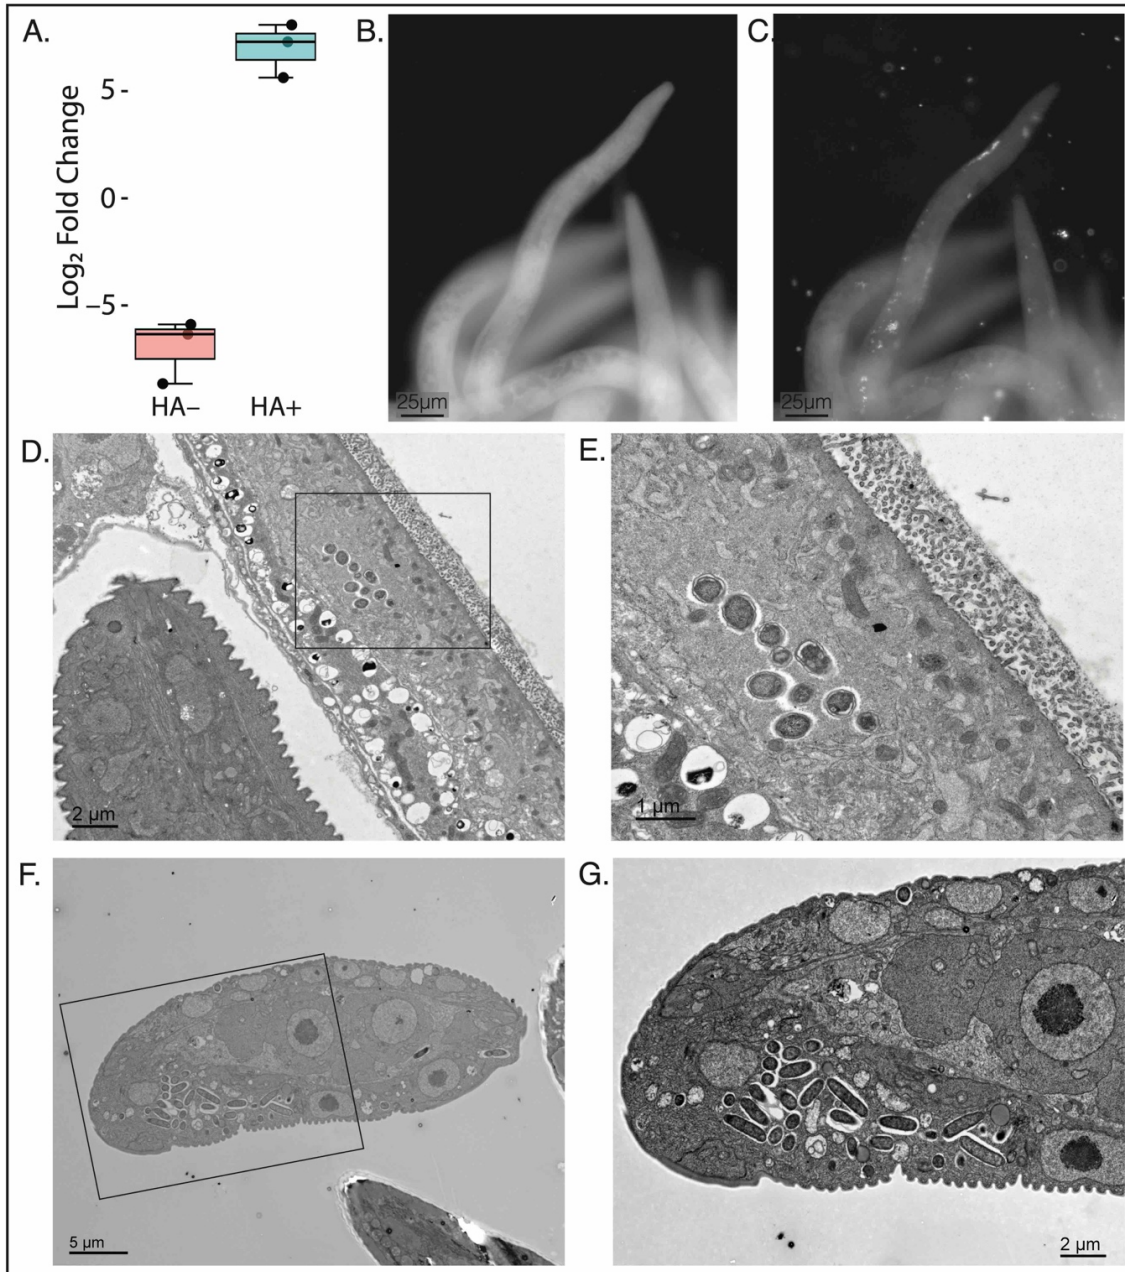 A.
B.
C.
Log₂ Fold Change
5
0
−5
HA−
HA+
25μm
25μm
D.
E.
2 μm
1 μm
F.
G.
5 μm
2 μm